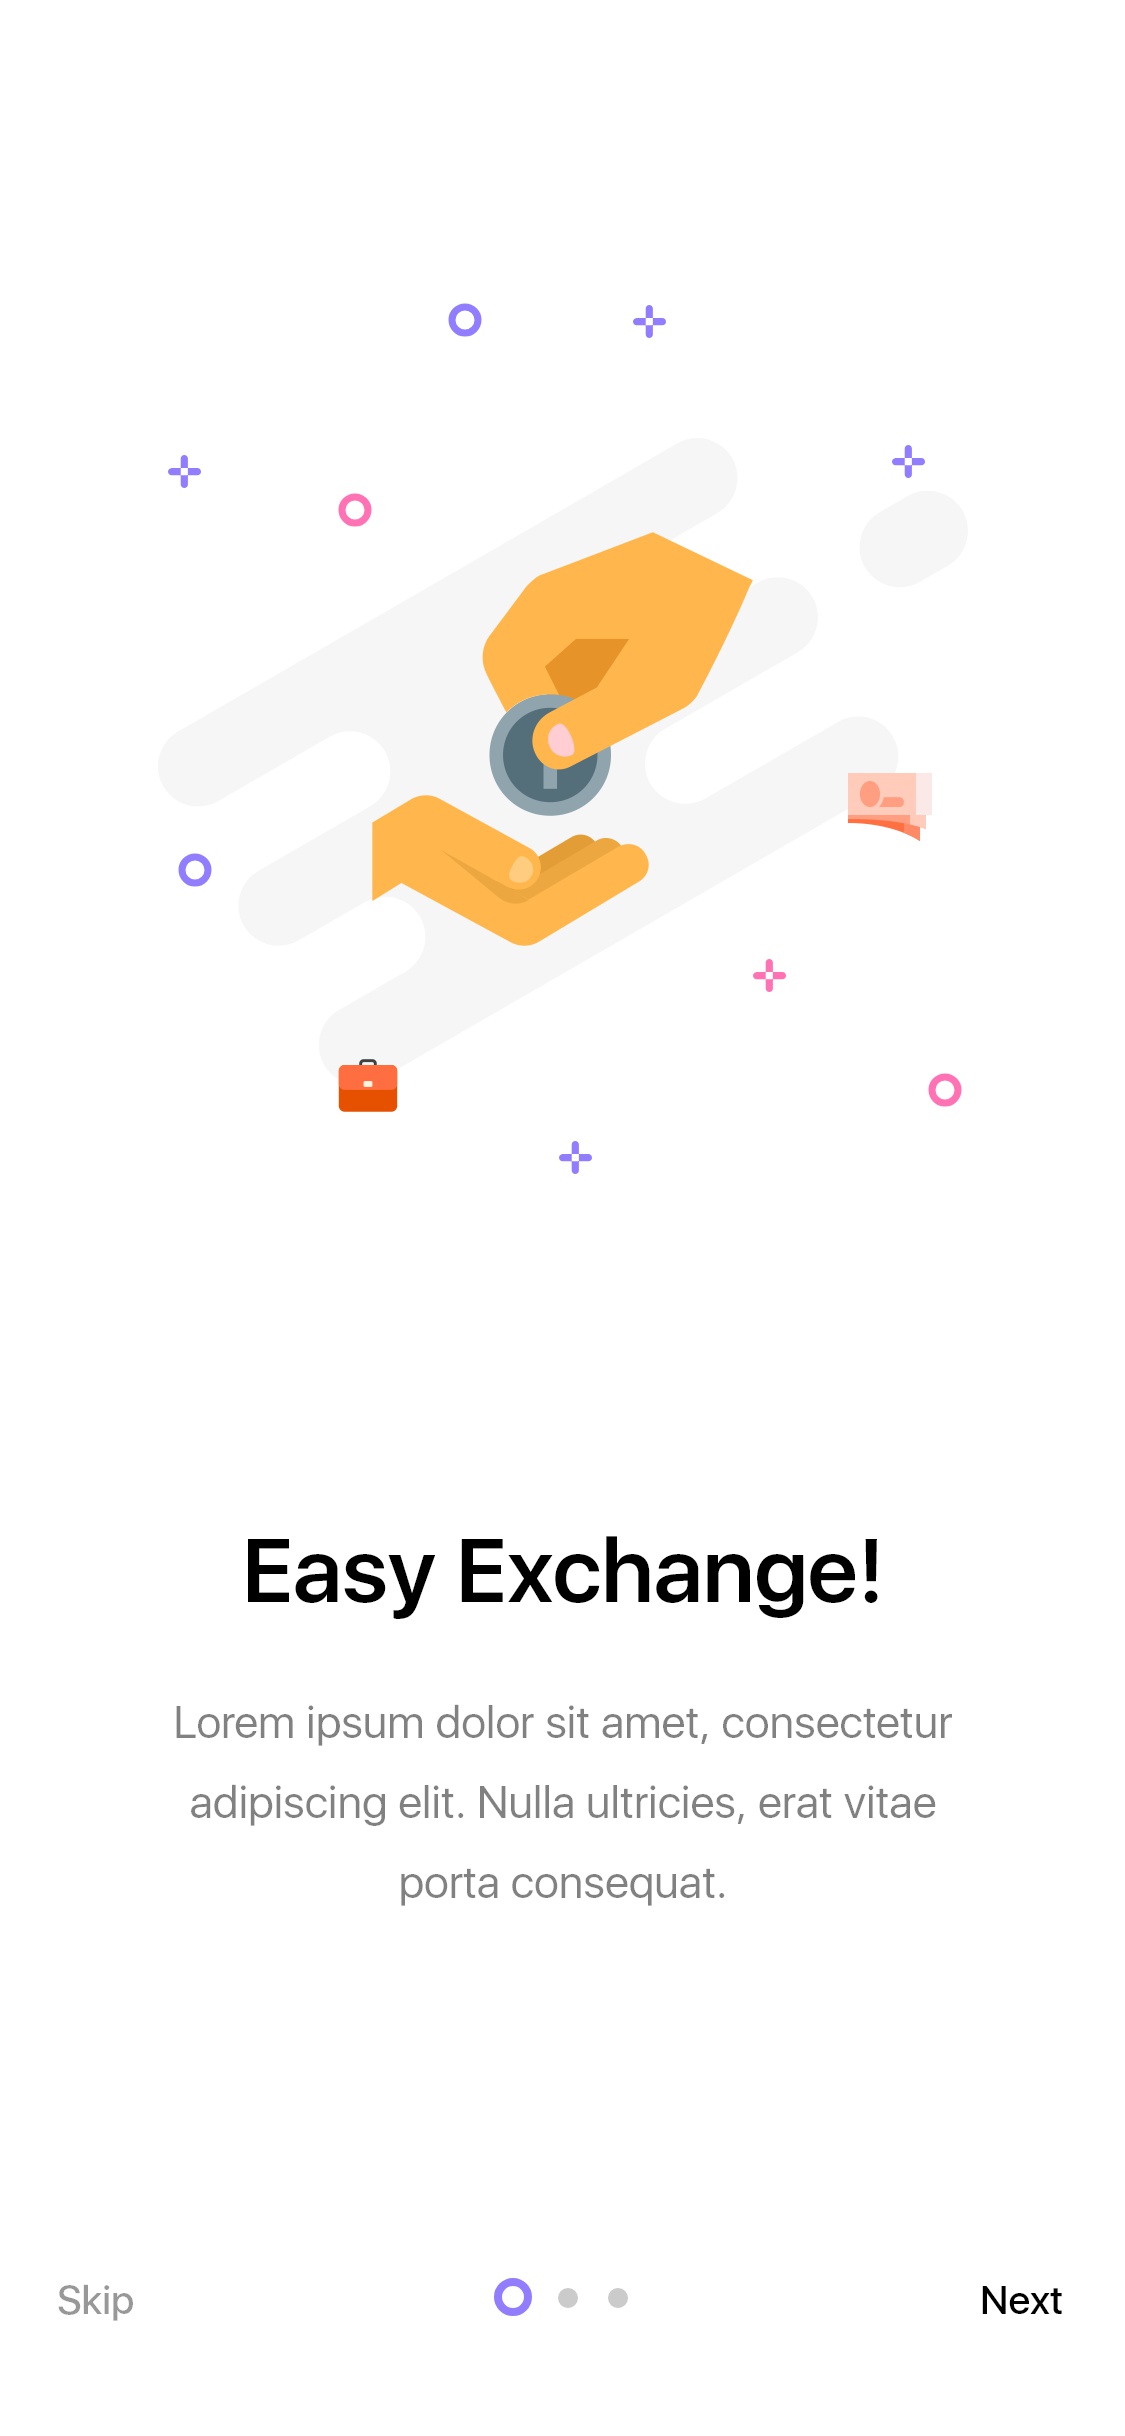 Easy Exchange!
Lorem ipsum dolor sit amet, consectetur
adipiscing elit. Nulla ultricies, erat vitae
porta consequat.
Skip
Next